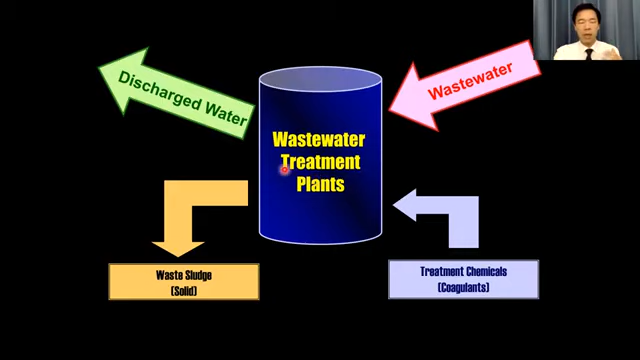 Discharged Water
Wastewater
Wastewater
Treatment
Plants
Waste Sludge
(Solid)
Treatment Chemicals
(Coagulants)